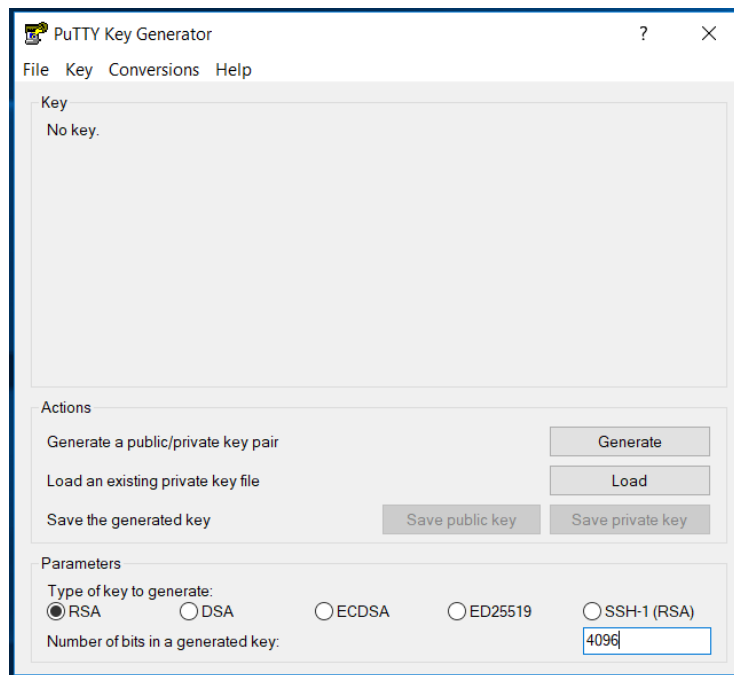 PuTTY Key Generator ?
File Key Conversions Help
Key
No key.
Actions
Generate a public/private key pair Generate
Load an existing private key file Load
Save the generated key Save public key Save private key
Parameters
Type of key to generate:
RSA DSA ECDSA ED25519 SSH-1 (RSA)
Number of bits in a generated key: 4096